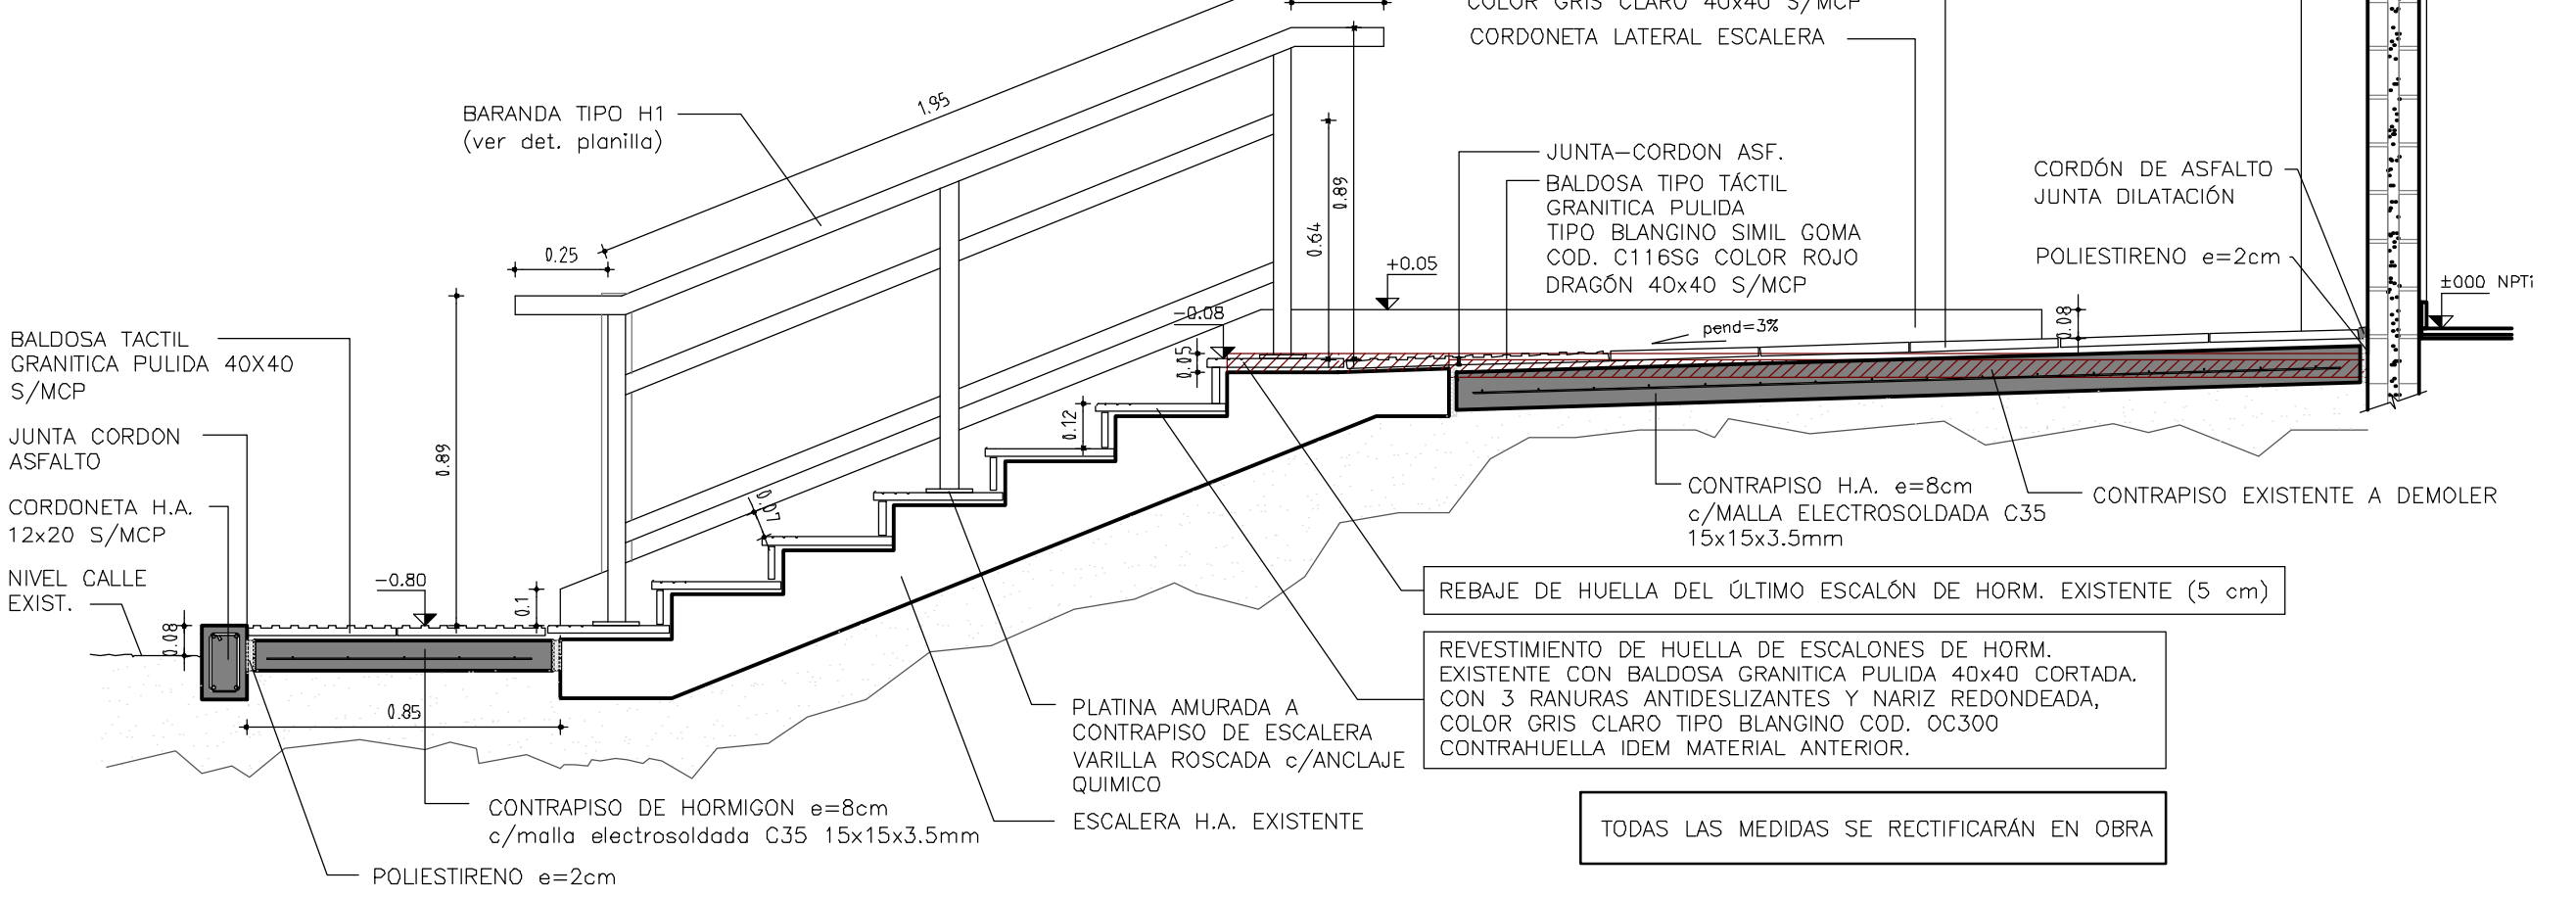 COLOR GRIS CLARO 40x40 S/MCP
CORDONETA LATERAL ESCALERA
1.95
BARANDA TIPO H1
(ver det. planilla)
0.25
0.89
0.64
0.89
JUNTA-CORDON ASF.
BALDOSA TIPO TÁCTIL
GRANITICA PULIDA
TIPO BLANGINO SIMIL GOMA
COD. C116SG COLOR ROJO
DRAGÓN 40x40 S/MCP
CORDÓN DE ASFALTO
JUNTA DILATACIÓN
POLIESTIRENO e=2cm
±000 NPTi
+0.05
-0.08
pend=3%
0.08
0.05
0.12
0.07
0.1
BALDOSA TACTIL
GRANITICA PULIDA 40X40
S/MCP
JUNTA CORDON
ASFALTO
CORDONETA H.A.
12x20 S/MCP
NIVEL CALLE
EXIST.
-0.80
0.08
0.85
CONTRAPISO H.A. e=8cm
c/MALLA ELECTROSOLDADA C35
15x15x3.5mm
CONTRAPISO EXISTENTE A DEMOLER
REBAJE DE HUELLA DEL ÚLTIMO ESCALÓN DE HORM. EXISTENTE (5 cm)
REVESTIMIENTO DE HUELLA DE ESCALONES DE HORM.
EXISTENTE CON BALDOSA GRANITICA PULIDA 40x40 CORTADA.
CON 3 RANURAS ANTIDESLIZANTES Y NARIZ REDONDEADA,
COLOR GRIS CLARO TIPO BLANGINO COD. OC300
CONTRAHUELLA IDEM MATERIAL ANTERIOR.
PLATINA AMURADA A
CONTRAPISO DE ESCALERA
VARILLA ROSCADA c/ANCLAJE
QUIMICO
ESCALERA H.A. EXISTENTE
CONTRAPISO DE HORMIGON e=8cm
c/malla electrosoldada C35 15x15x3.5mm
POLIESTIRENO e=2cm
TODAS LAS MEDIDAS SE RECTIFICARÁN EN OBRA